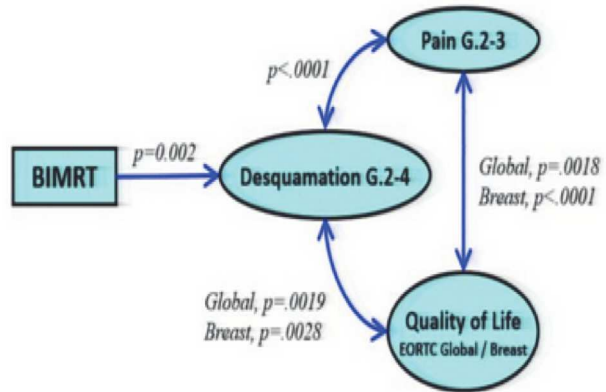 Pain G.2-3
p<.0001
p=0.002
BIMRT
Desquamation G.2-4
Global, p=.0018
Breast, p<.0001
Global, p=.0019
Breast, p=.0028
Quality of Life
EORTC Global / Breast